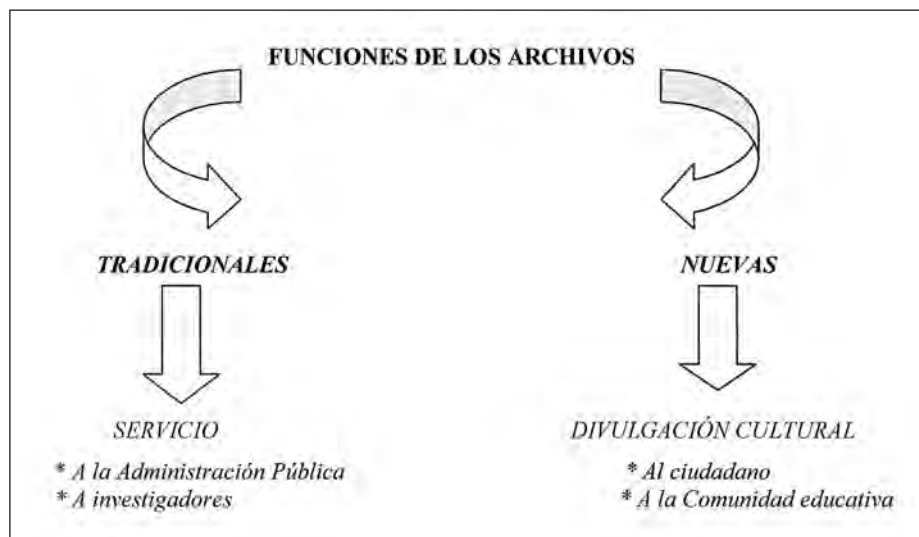 FUNCIONES DE LOS ARCHIVOS
TRADICIONALES
SERVICIO
* A la Administración Pública
* A investigadores
NUEVAS
DIVULGACIÓN CULTURAL
* Al ciudadano
* A la Comunidad educativa